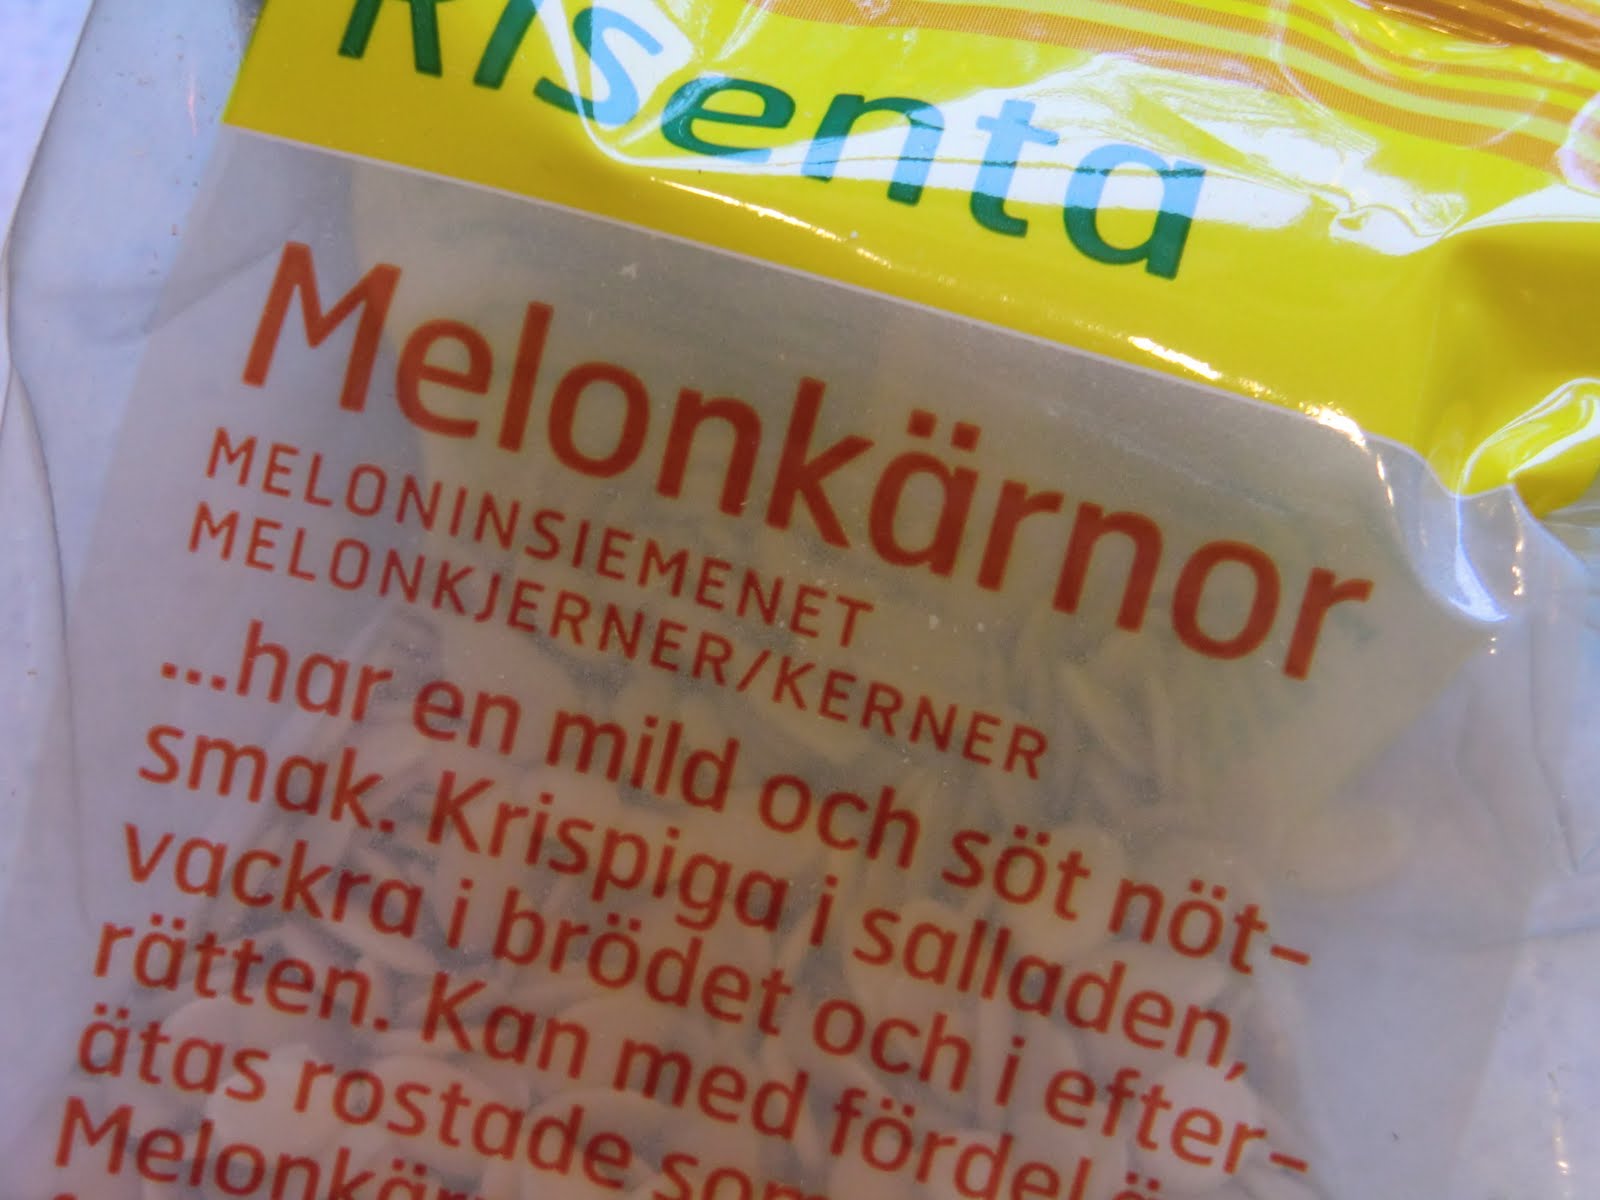 Risenta
Melonkärnor
MELONINSIEMENET
MELONKJERNER/KERNER
...har en mild och söt nöt-
smak. Krispiga i salladen,
vackra i brödet och i efter-
rätten. Kan med fördel
ätas rostade som